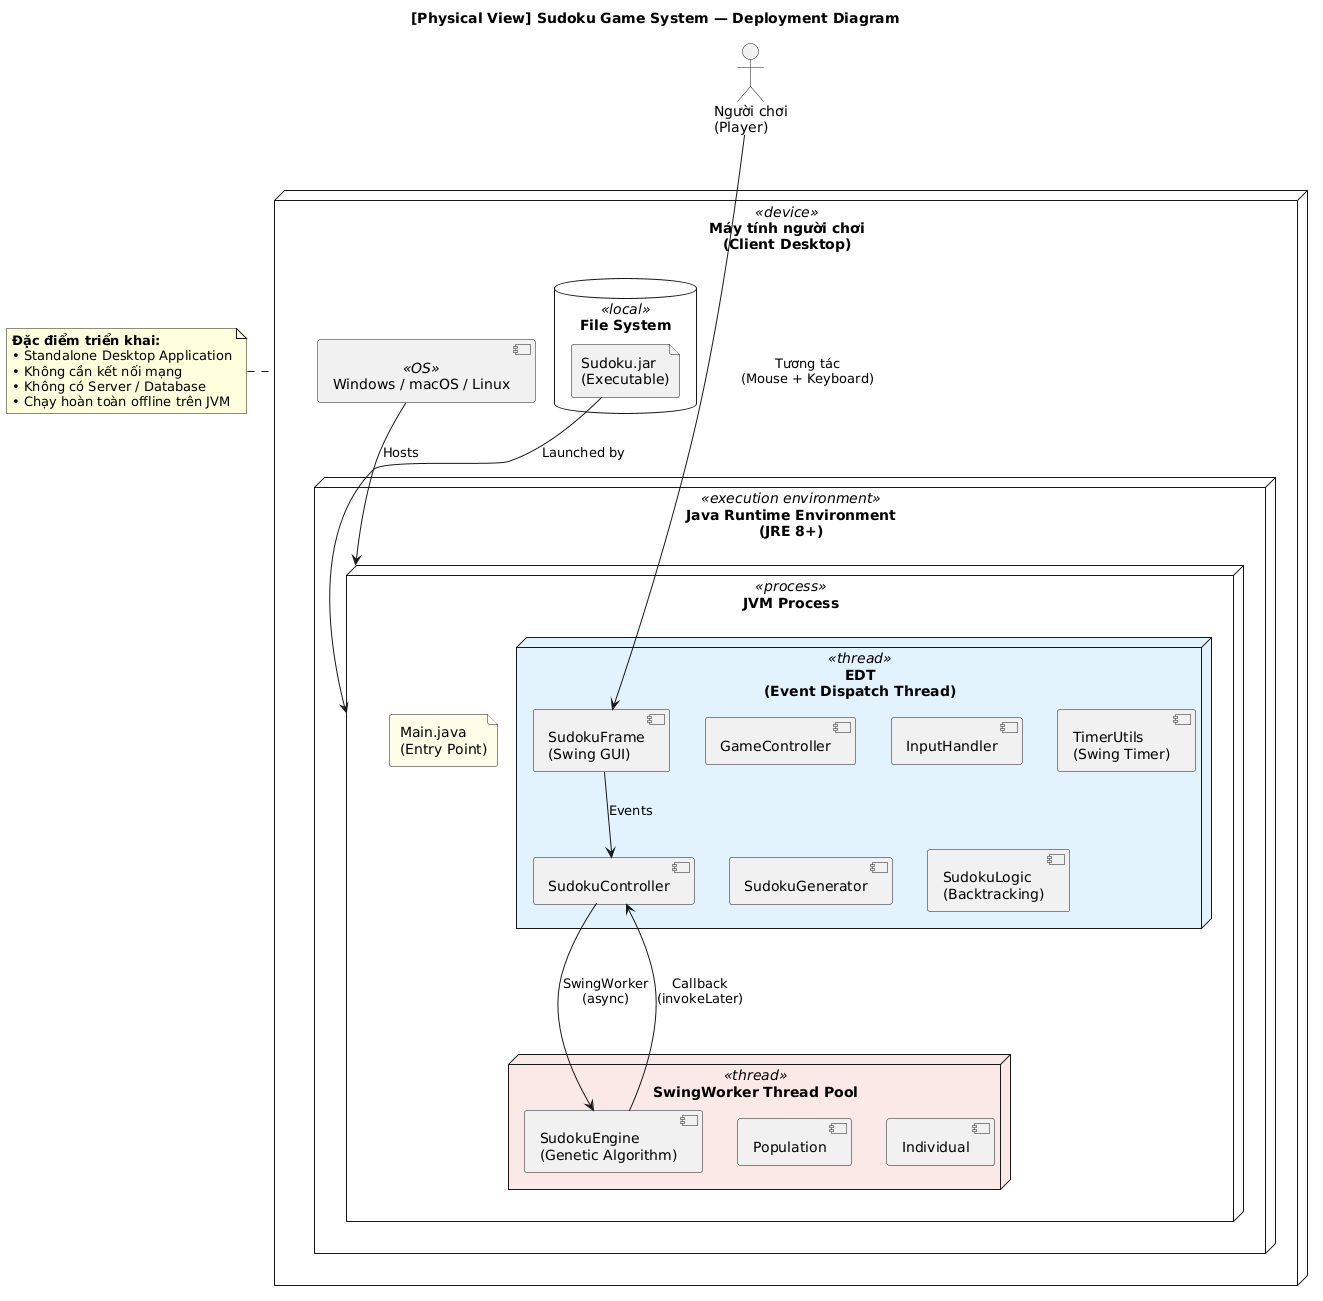 [Physical View] Sudoku Game System — Deployment Diagram
Người chơi
(Player)
«device»
Máy tính người chơi
(Client Desktop)
«local»
File System
Sudoku.jar
(Executable)
«OS»
Windows / macOS / Linux
Đặc điểm triển khai:
• Standalone Desktop Application
• Không cần kết nối mạng
• Không có Server / Database
• Chạy hoàn toàn offline trên JVM
Tương tác
(Mouse + Keyboard)
Hosts
Launched by
«execution environment»
Java Runtime Environment
(JRE 8+)
«process»
JVM Process
«thread»
EDT
(Event Dispatch Thread)
Main.java
(Entry Point)
SudokuFrame
(Swing GUI)
GameController
InputHandler
TimerUtils
(Swing Timer)
Events
SudokuController
SudokuGenerator
SudokuLogic
(Backtracking)
SwingWorker
(async)
Callback
(invokeLater)
«thread»
SwingWorker Thread Pool
SudokuEngine
(Genetic Algorithm)
Population
Individual